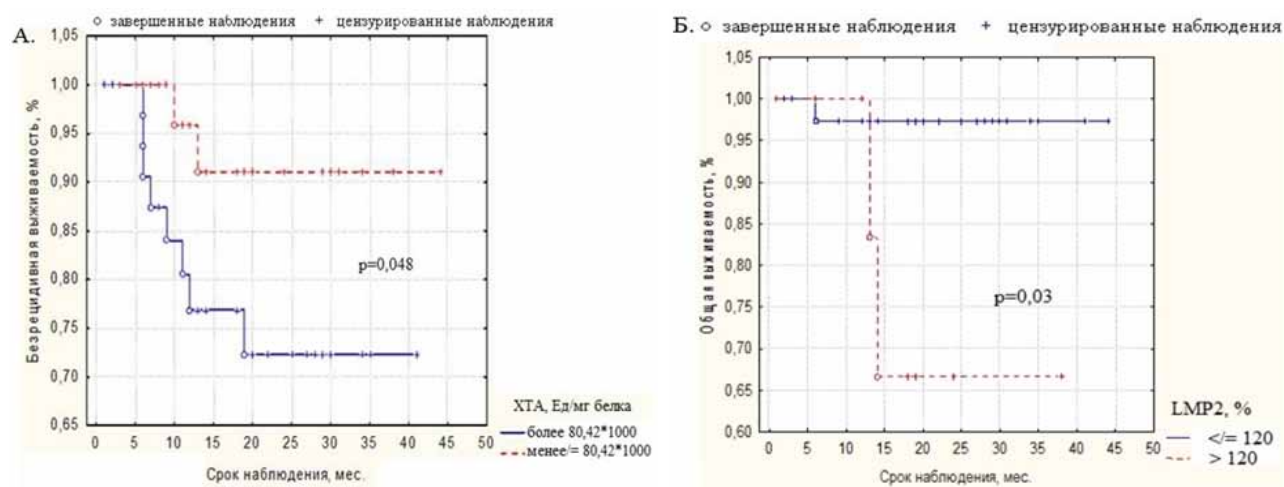 А. ○ завершенные наблюдения + цензурированные наблюдения
1,05
1,00
0,95
0,90
0,85
0,80
0,75
0,70
0,65
Безрецидивная выживаемость, %
p=0,048
0 5 10 15 20 25 30 35 40 45 50
Срок наблюдения, мес.
ХТА, Ед/мг белка
более 80,42*1000
менее/= 80,42*1000
Б. ○ завершенные наблюдения + цензурированные наблюдения
1,05
1,00
0,95
0,90
0,85
0,80
0,75
0,70
0,65
0,60
Общая выживаемость, %
p=0,03
0 5 10 15 20 25 30 35 40 45 50
Срок наблюдения, мес.
LMP2, %
</= 120
> 120